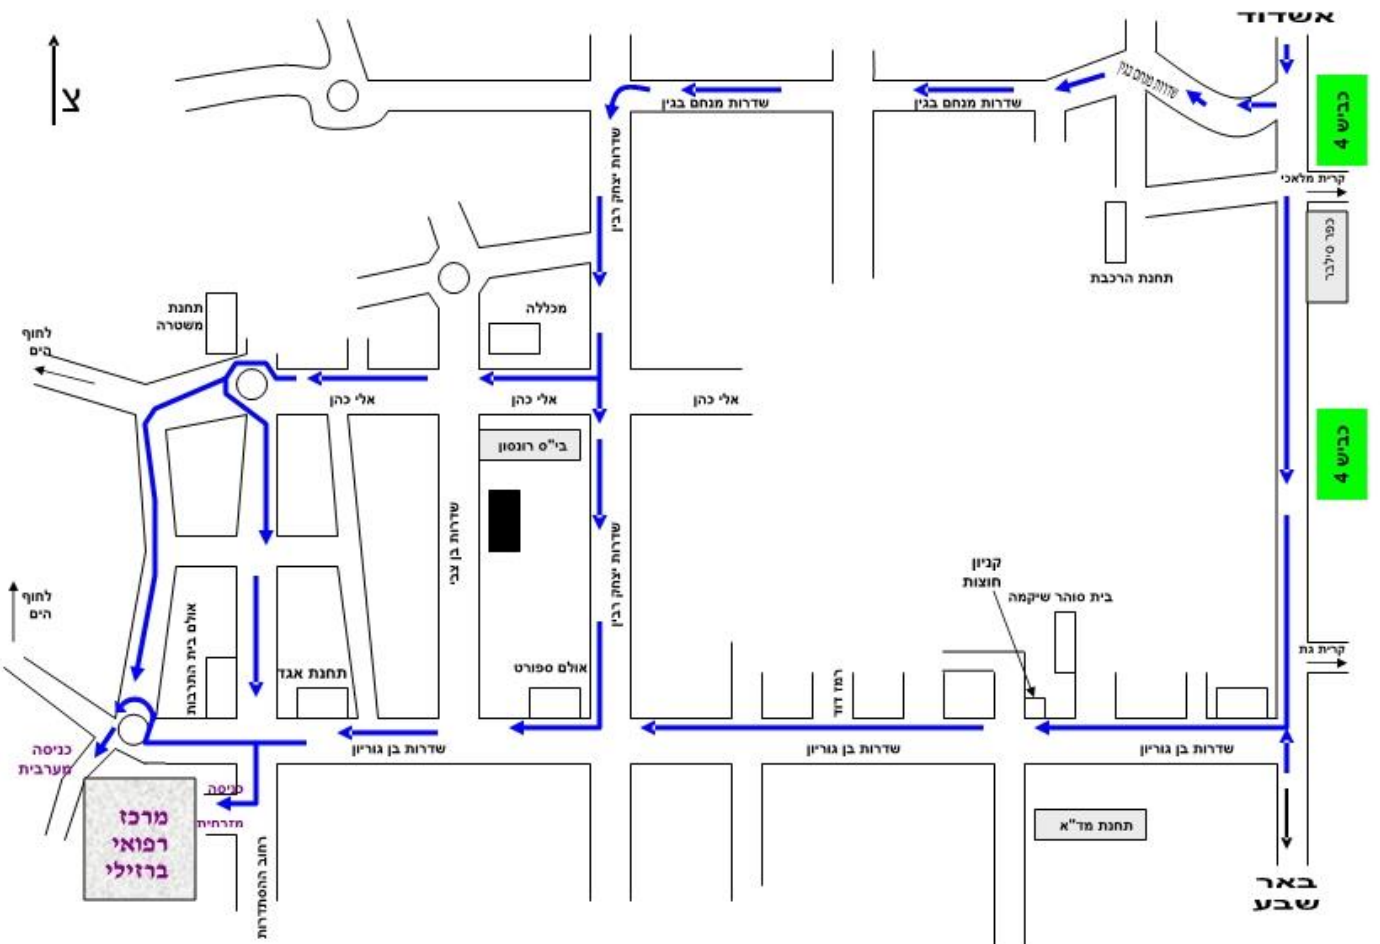 אשדוד
צ
כביש 4
שדרות מנחם בגין
שדרות מנחם בגין
שדרות מנחם בגין
שדרות יצחק רבין
קרית מלאכי
כפר סילבר
תחנת הרכבת
מכללה
תחנת
משטרה
לחוף
הים
אלי כהן
אלי כהן
אלי כהן
בי"ס רונסון
כביש 4
שדרות בן צבי
שדרות יצחק רבין
קניון
חוצות
בית סוהר שיקמה
לחוף
הים
אולם בית התרבות
תחנת אגד
אולם ספורט
רמז דוד
קרית גת
שדרות בן גוריון
שדרות בן גוריון
שדרות בן גוריון
כניסה
מערבית
כניסה
מזרחית
מרכז
רפואי
ברזילי
תחנת מד"א
רחוב ההסתדרות
באר
שבע